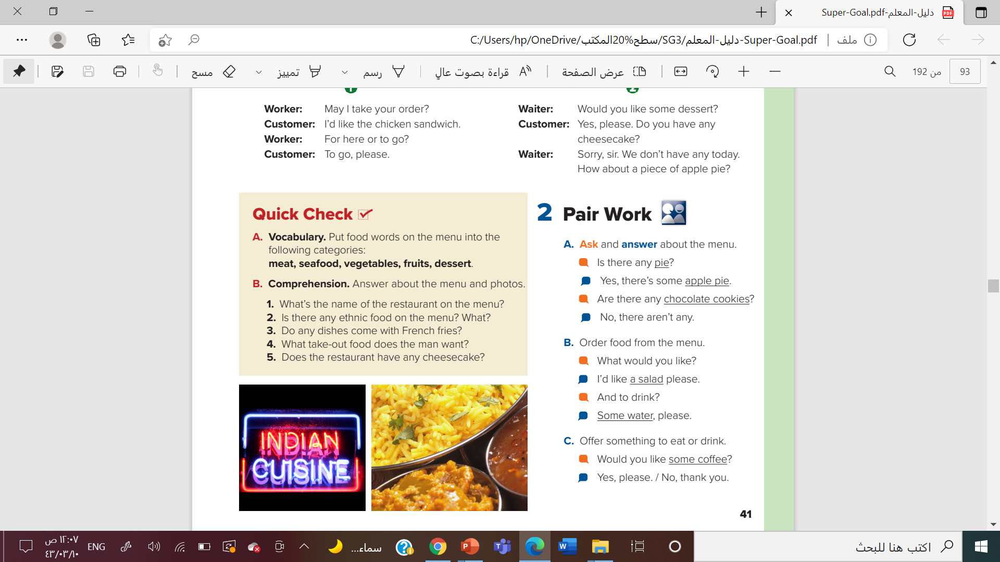 دليل-المعلم-Super-Goal.pdf
ملف
C:/Users/hp/OneDrive/سطح%20المكتب/SG3/دليل-المعلم-Super-Goal.pdf
93
من 192
عرض الصفحة
قراءة بصوت عالٍ
رسم
تمييز
مسح
1
Worker: May I take your order?
Customer: I'd like the chicken sandwich.
Worker: For here or to go?
Customer: To go, please.
2
Waiter: Would you like some dessert?
Customer: Yes, please. Do you have any
cheesecake?
Waiter: Sorry, sir. We don't have any today.
How about a piece of apple pie?
Quick Check
A. Vocabulary. Put food words on the menu into the
following categories:
meat, seafood, vegetables, fruits, dessert.
B. Comprehension. Answer about the menu and photos.
1. What's the name of the restaurant on the menu?
2. Is there any ethnic food on the menu? What?
3. Do any dishes come with French fries?
4. What take-out food does the man want?
5. Does the restaurant have any cheesecake?
INDIAN
CUISINE
2 Pair Work
A. Ask and answer about the menu.
Is there any pie?
Yes, there's some apple pie.
Are there any chocolate cookies?
No, there aren't any.
B. Order food from the menu.
What would you like?
I'd like a salad please.
And to drink?
Some water, please.
C. Offer something to eat or drink.
Would you like some coffee?
Yes, please. / No, thank you.
41
اكتب هنا للبحث
سماء...
ENG
١٢:٠٧ ص
٤٣/٠٣/١٠